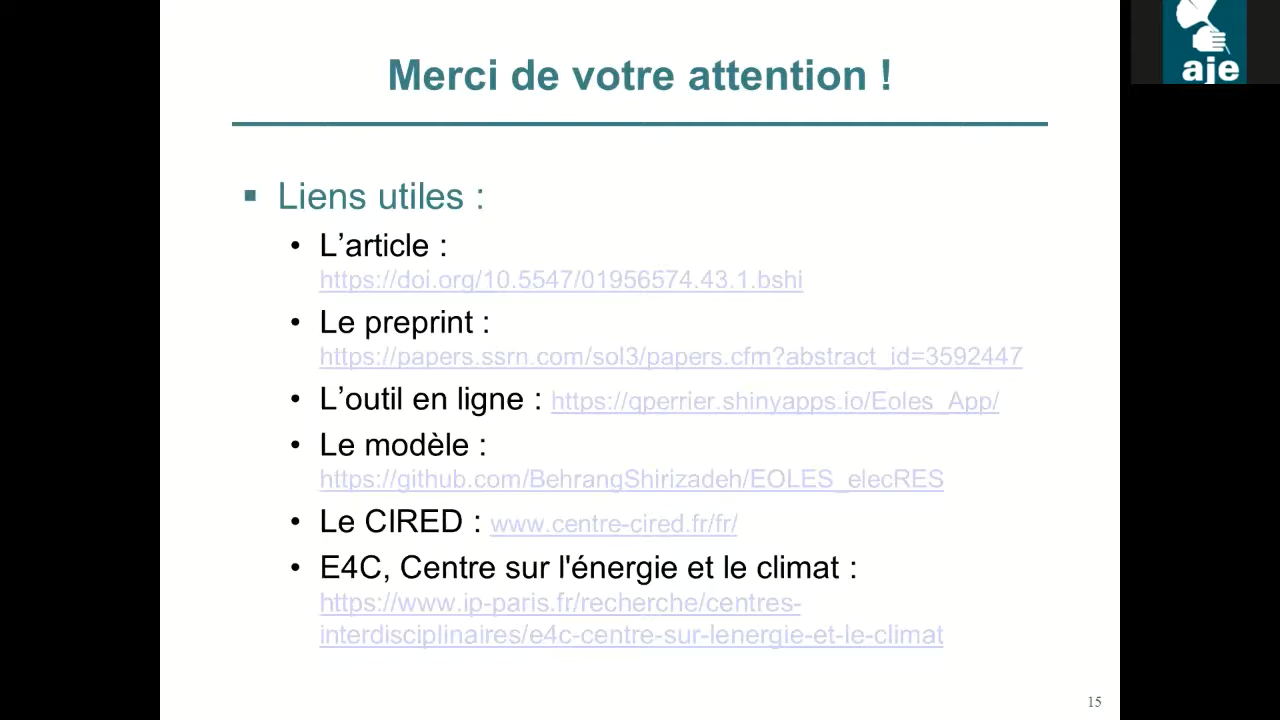 Merci de votre attention !
aje
▪ Liens utiles :
• L’article :
https://doi.org/10.5547/01956574.43.1.bshi
• Le preprint :
https://papers.ssrn.com/sol3/papers.cfm?abstract_id=3592447
• L’outil en ligne : https://qperrier.shinyapps.io/Eoles_App/
• Le modèle :
https://github.com/BehrangShirizadeh/EOLES_elecRES
• Le CIRED : www.centre-cired.fr/fr/
• E4C, Centre sur l'énergie et le climat :
https://www.ip-paris.fr/recherche/centres-
interdisciplinaires/e4c-centre-sur-lenergie-et-le-climat
15